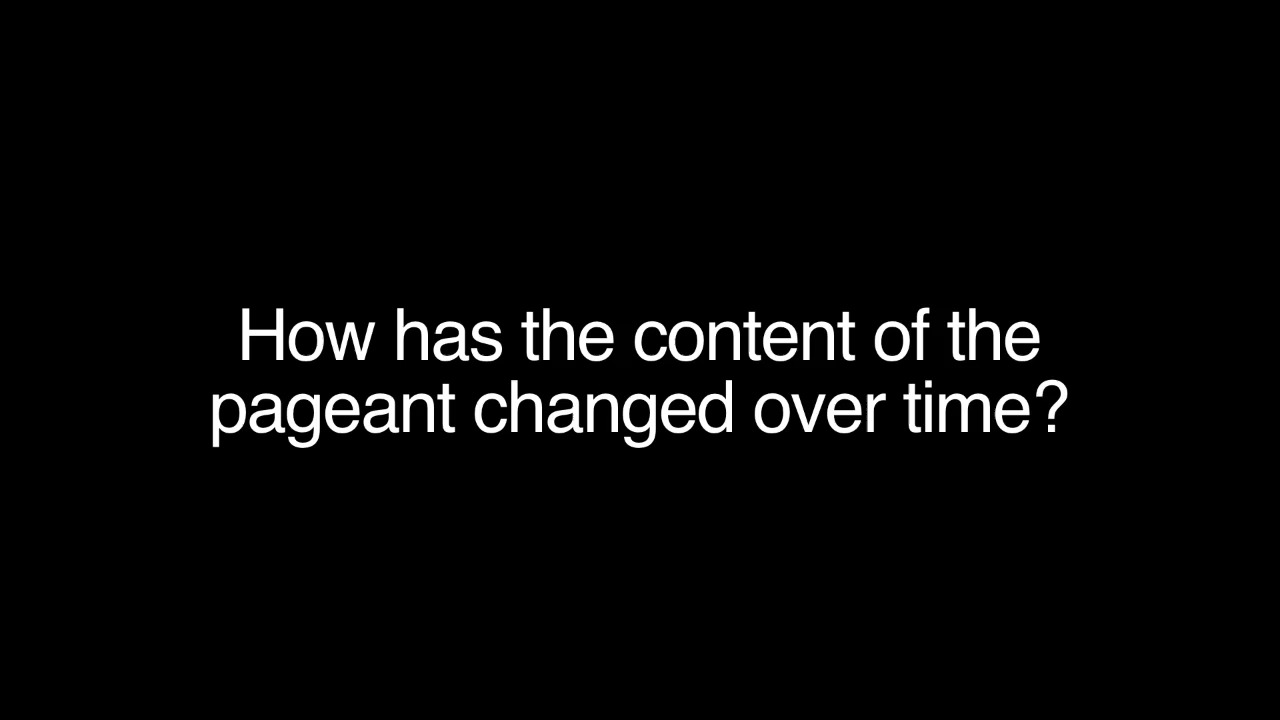 How has the content of the
pageant changed over time?